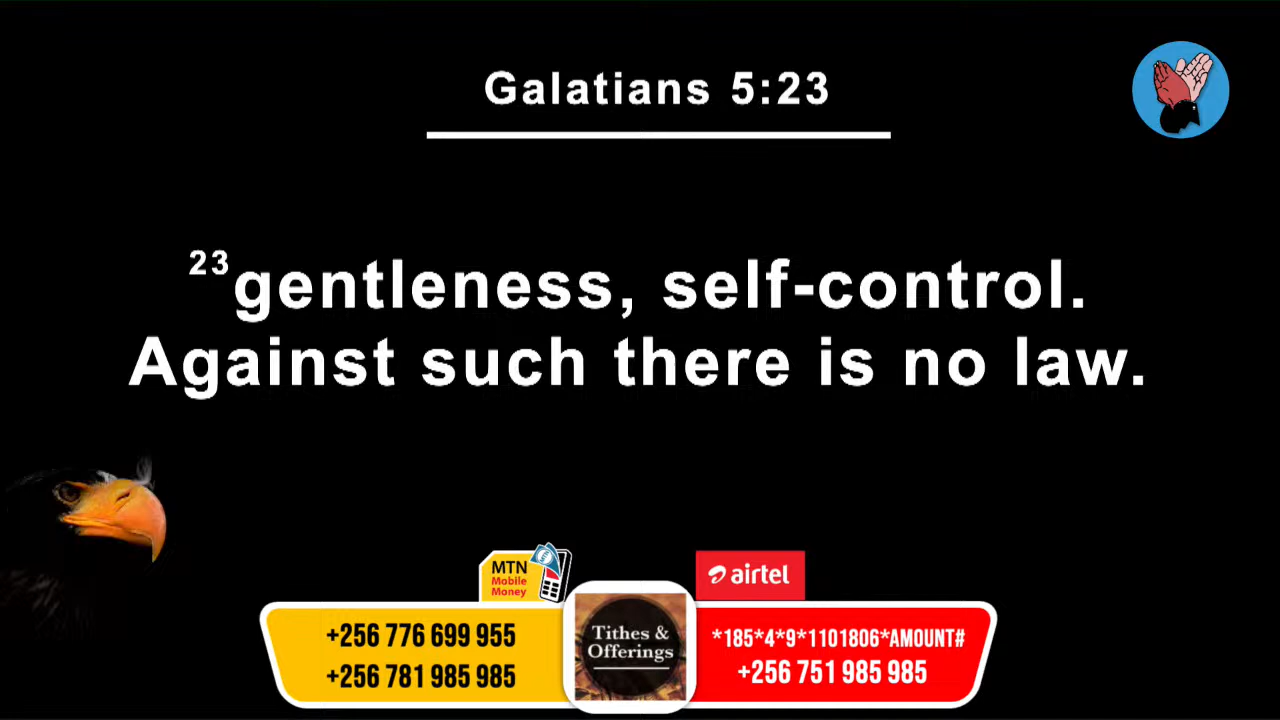 Galatians 5:23
23gentleness, self-control.
Against such there is no law.
MTN
Mobile
Money
airtel
+256 776 699 955
+256 781 985 985
Tithes &
Offerings
*185*4*9*1101806*AMOUNT#
+256 751 985 985